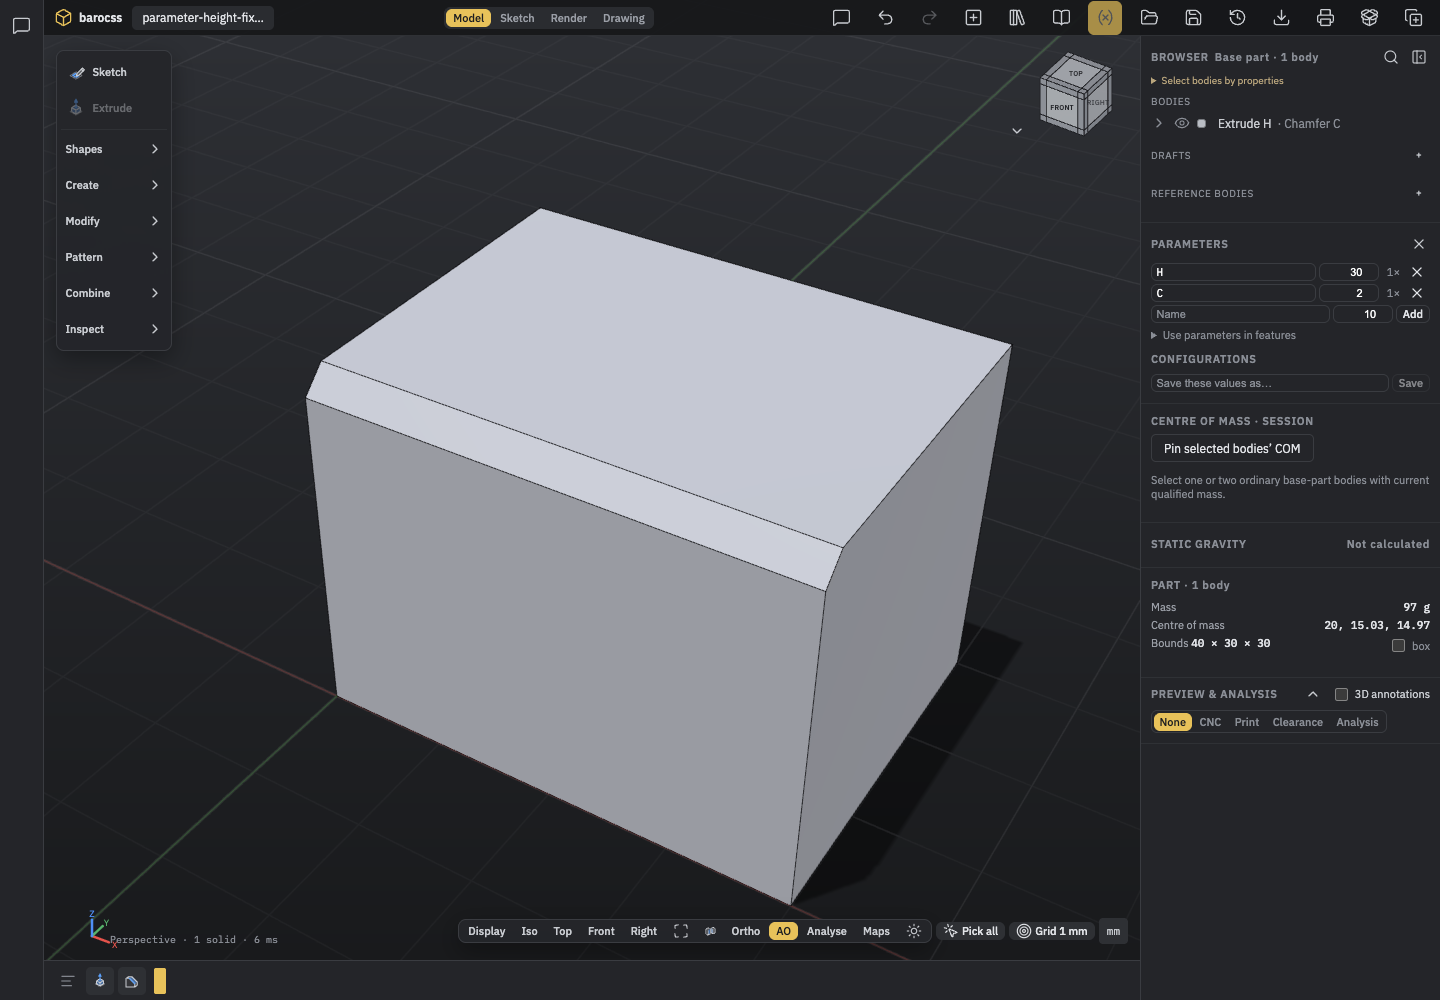 barocss
parameter-height-fix...
Model
Sketch
Render
Drawing
Sketch
Extrude
Shapes
Create
Modify
Pattern
Combine
Inspect
TOP
FRONT
RIGHT
BROWSER Base part · 1 body
Select bodies by properties
BODIES
Extrude H · Chamfer C
DRAFTS
REFERENCE BODIES
PARAMETERS
H 30 1×
C 2 1×
Name 10 Add
Use parameters in features
CONFIGURATIONS
Save these values as... Save
CENTRE OF MASS · SESSION
Pin selected bodies’ COM
Select one or two ordinary base-part bodies with current
qualified mass.
STATIC GRAVITY Not calculated
PART · 1 body
Mass 97 g
Centre of mass 20, 15.03, 14.97
Bounds 40 × 30 × 30 box
PREVIEW & ANALYSIS 3D annotations
None CNC Print Clearance Analysis
Z
Y
X
Perspective · 1 solid · 6 ms
Display Iso Top Front Right Ortho AO Analyse Maps Pick all Grid 1 mm mm